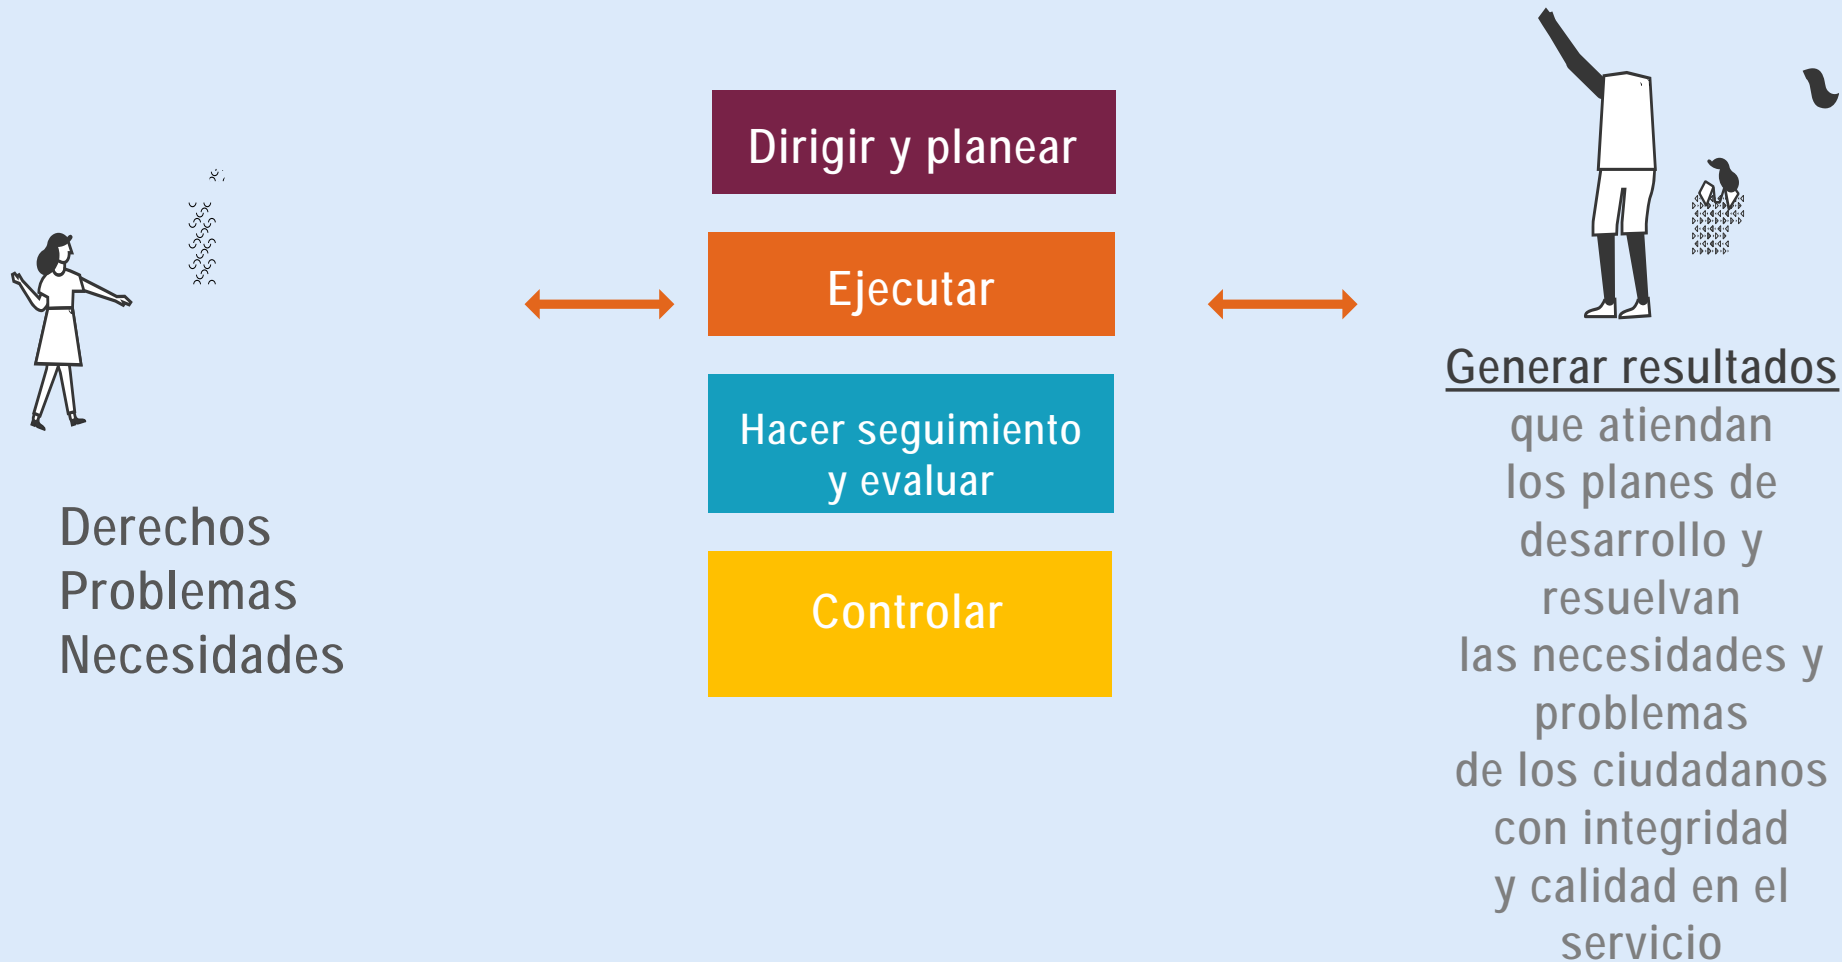 Derechos
Problemas
Necesidades
Dirigir y planear
Ejecutar
Hacer seguimiento
y evaluar
Controlar
Generar resultados
que atiendan
los planes de
desarrollo y
resuelvan
las necesidades y
problemas
de los ciudadanos
con integridad
y calidad en el
servicio